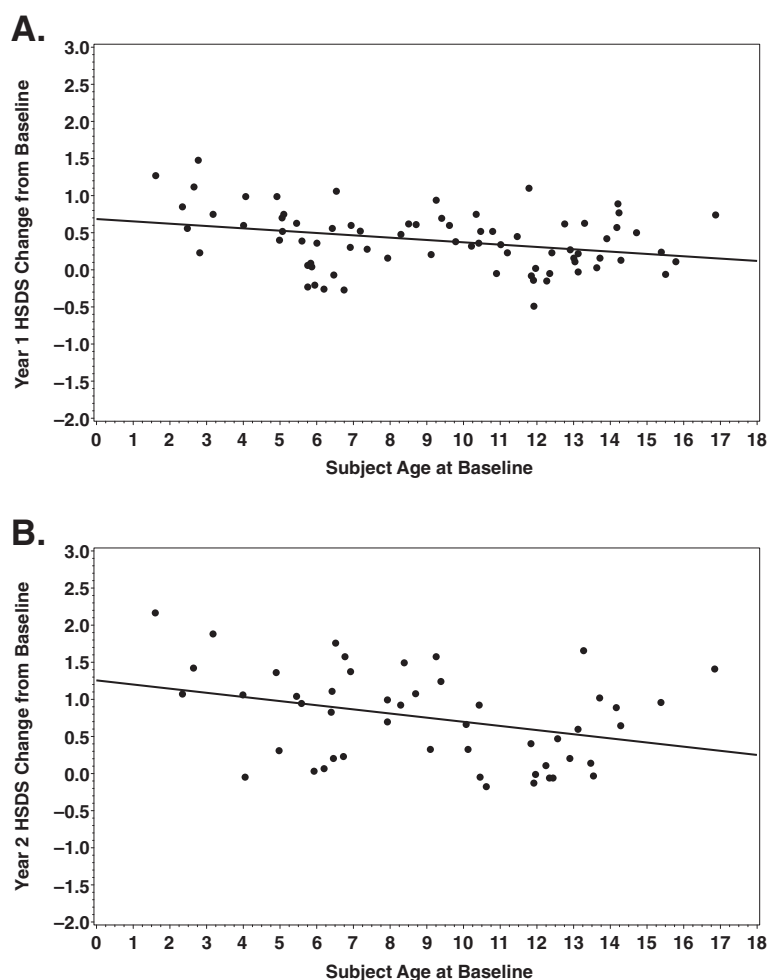 A.
Year 1 HSDS Change from Baseline
3.0
2.5
2.0
1.5
1.0
0.5
0.0
–0.5
–1.0
–1.5
–2.0
0 1 2 3 4 5 6 7 8 9 10 11 12 13 14 15 16 17 18
Subject Age at Baseline
B.
Year 2 HSDS Change from Baseline
3.0
2.5
2.0
1.5
1.0
0.5
0.0
–0.5
–1.0
–1.5
–2.0
0 1 2 3 4 5 6 7 8 9 10 11 12 13 14 15 16 17 18
Subject Age at Baseline